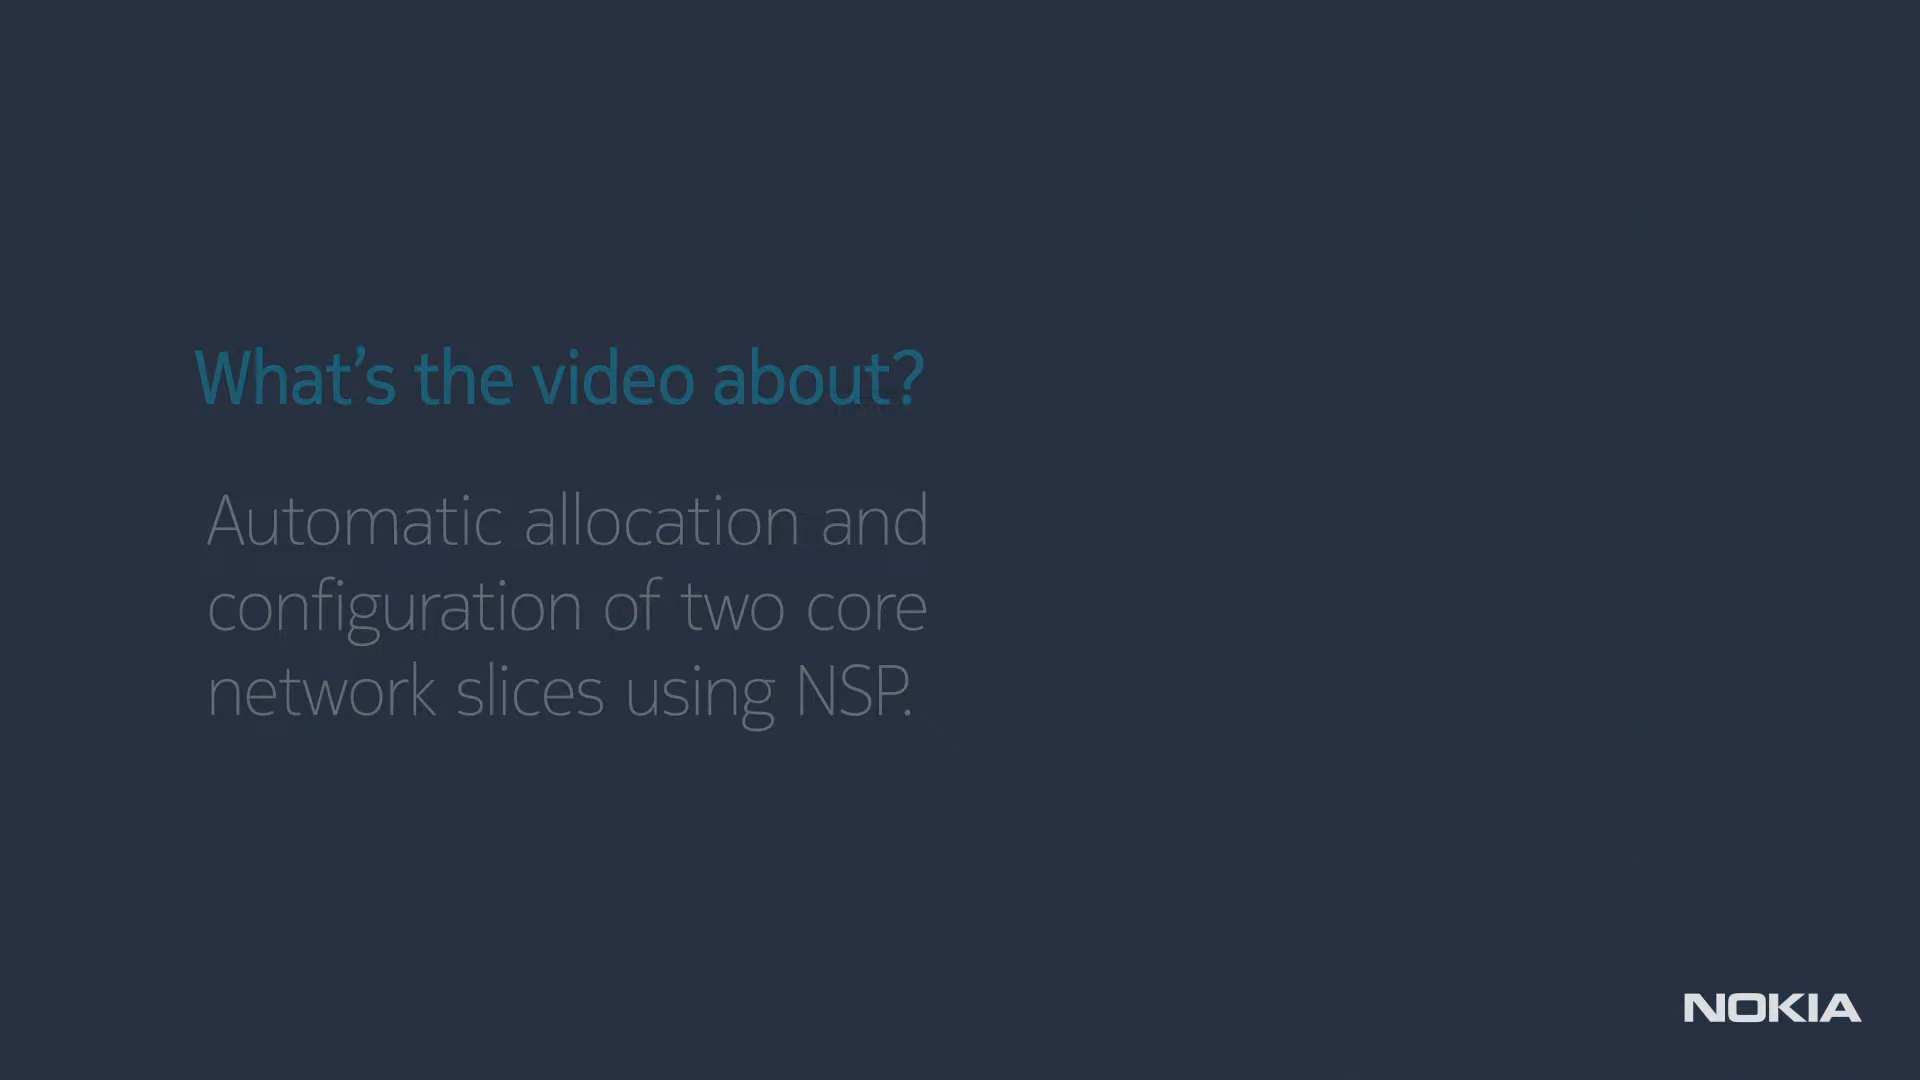 What’s the video about?
Automatic allocation and
configuration of two core
network slices using NSP.
NOKIA